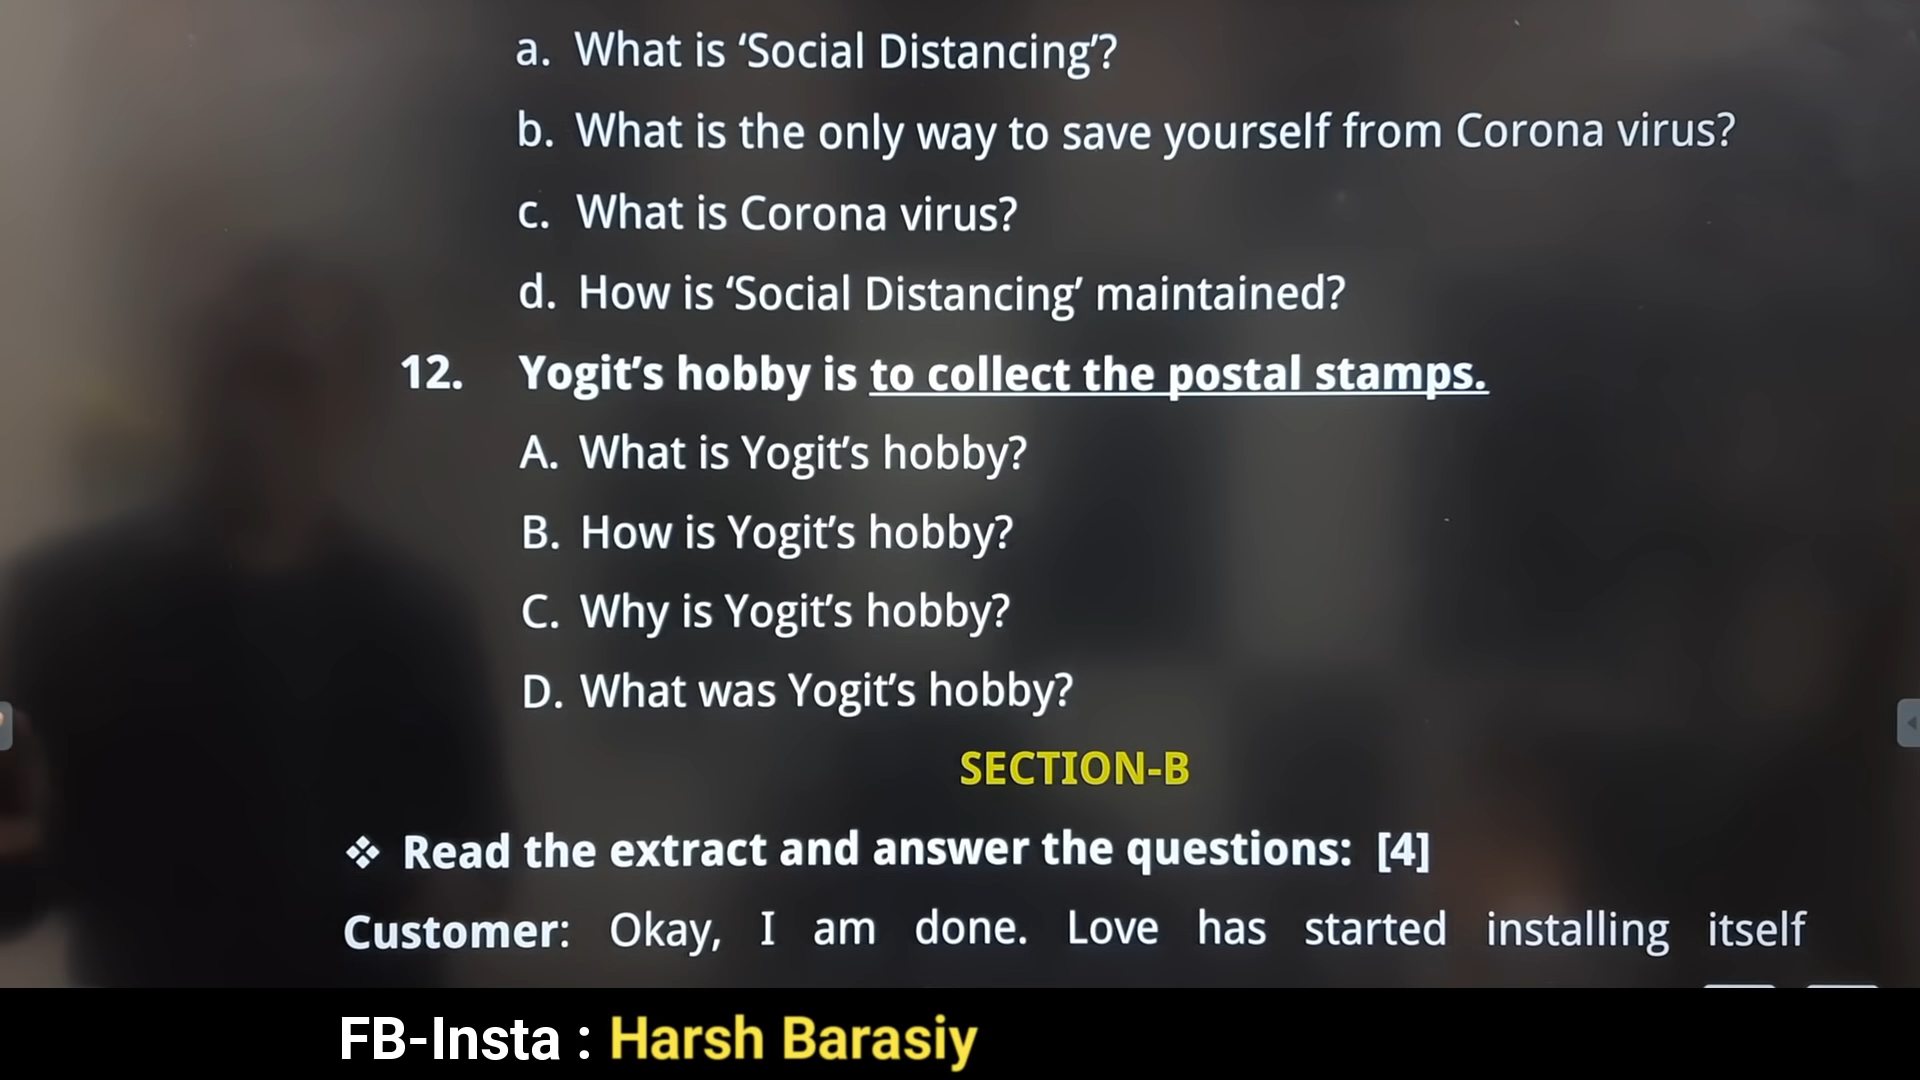 a. What is ‘Social Distancing’?
b. What is the only way to save yourself from Corona virus?
c. What is Corona virus?
d. How is ‘Social Distancing’ maintained?
12. Yogit’s hobby is to collect the postal stamps.
A. What is Yogit’s hobby?
B. How is Yogit’s hobby?
C. Why is Yogit’s hobby?
D. What was Yogit’s hobby?
SECTION-B
❖ Read the extract and answer the questions: [4]
Customer: Okay, I am done. Love has started installing itself
FB-Insta : Harsh Barasiy